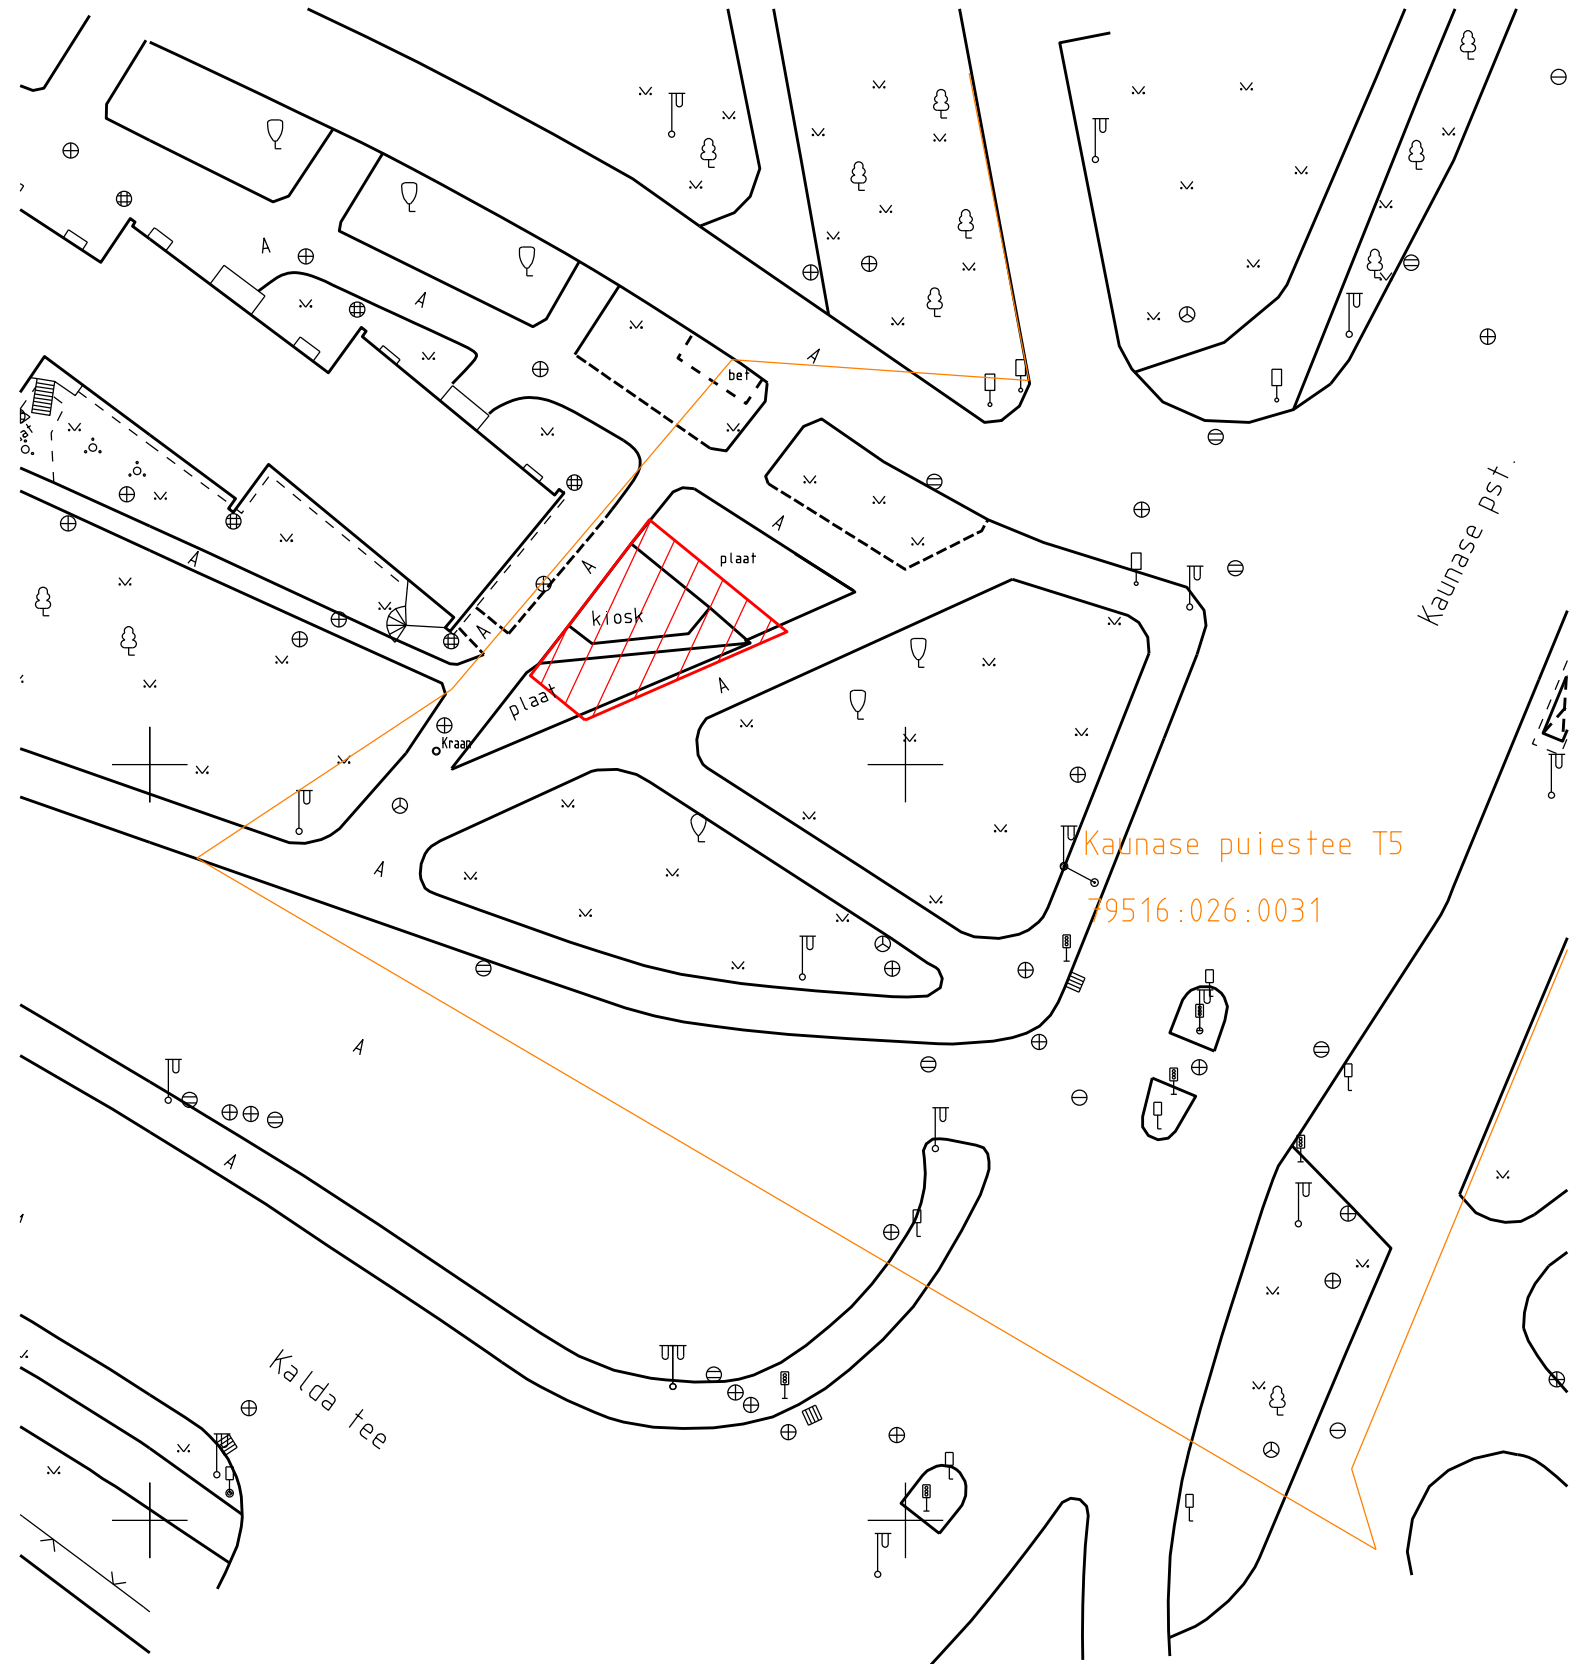 A
A
A
bet
A
A
plaat
A
A
kiosk
A
A
plaat
Kraan
Kaunase pst.
Kaunase puiestee T5
A
79516:026:0031
A
A
Kalda tee